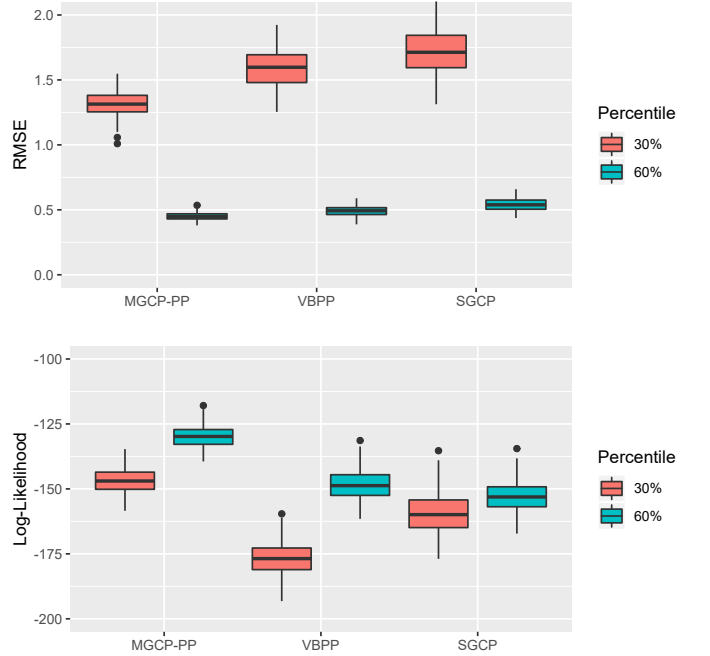 2.0
1.5
1.0
0.5
0.0
RMSE
MGCP-PP VBPP SGCP
Percentile
30%
60%
-100
-125
-150
-175
-200
Log-Likelihood
MGCP-PP VBPP SGCP
Percentile
30%
60%